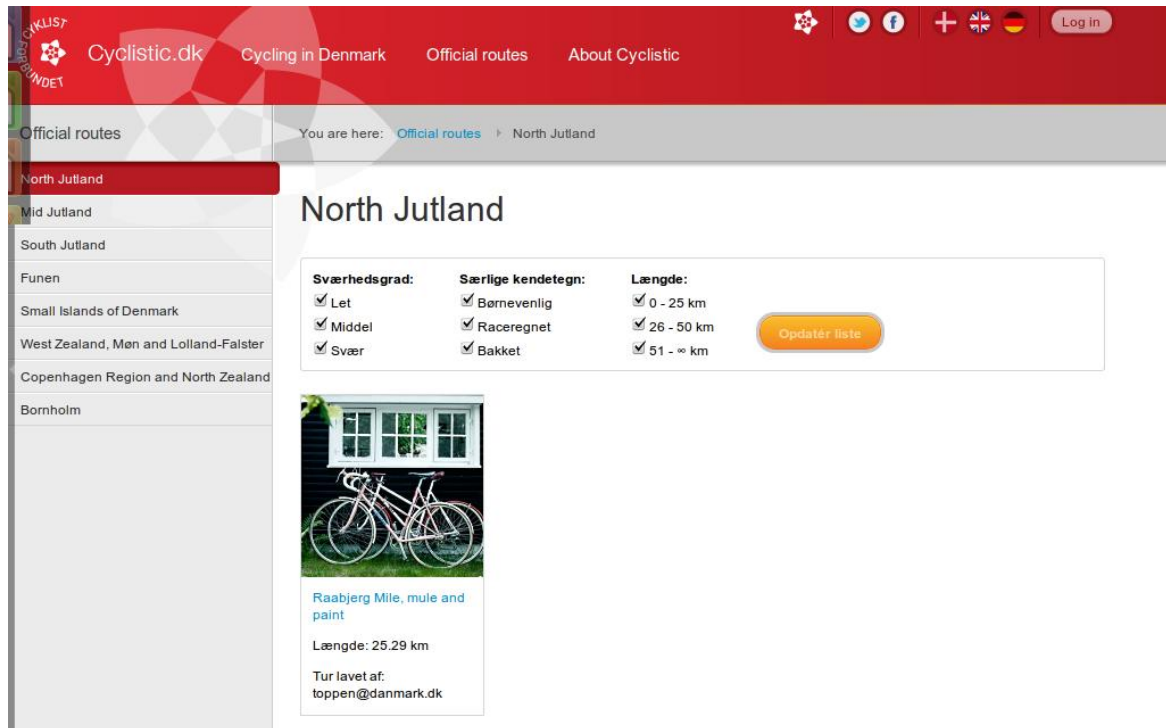 CYKLIST
FORBUNDET
Cyclistic.dk
Cycling in Denmark
Official routes
About Cyclistic
Log in
Official routes
You are here: Official routes North Jutland
North Jutland
Mid Jutland
South Jutland
Funen
Small Islands of Denmark
West Zealand, Møn and Lolland-Falster
Copenhagen Region and North Zealand
Bornholm
North Jutland
Sværhedsgrad:
Let
Middel
Svær
Særlige kendetegn:
Børnevenlig
Raceregnet
Bakket
Længde:
0 - 25 km
26 - 50 km
51 - ∞ km
Opdatér liste
Raabjerg Mile, mule and
paint
Længde: 25.29 km
Tur lavet af:
toppen@danmark.dk